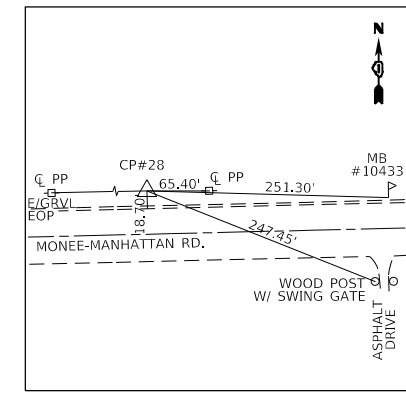 N
℄ PP
CP#28
65.40'
℄ PP
MB
#10433
251.30'
E/GRVL
EOP
18.70'
247.45'
MONEE-MANHATTAN RD.
WOOD POST
W/ SWING GATE
ASPHALT
DRIVE